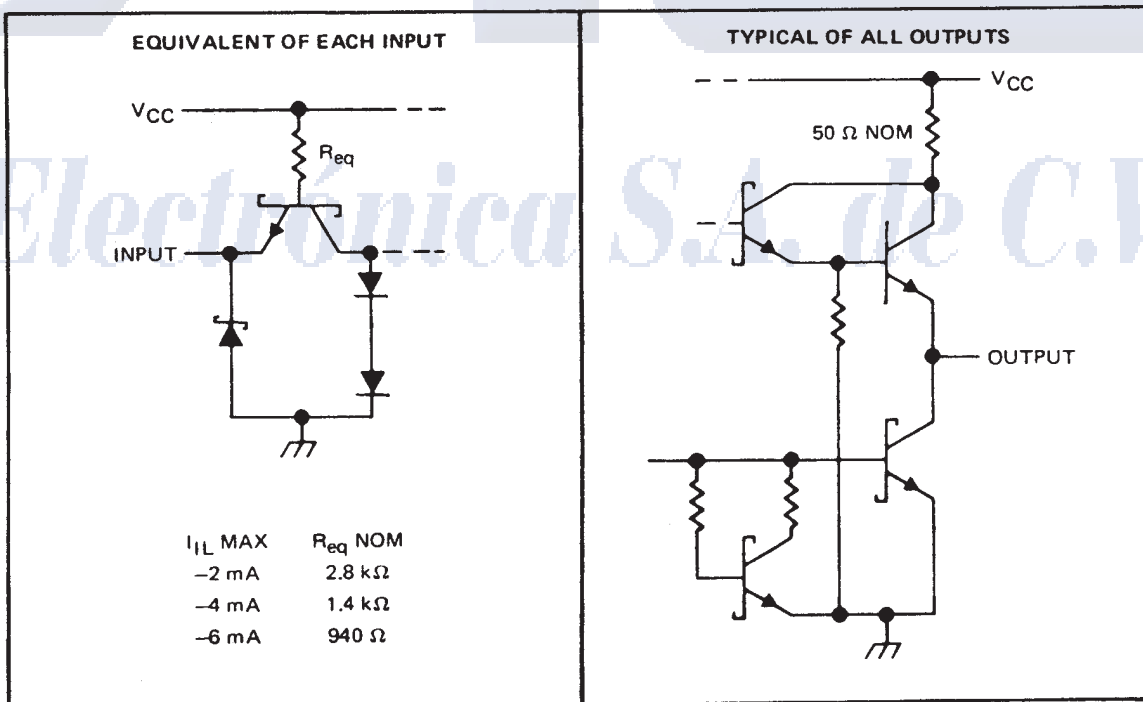 EQUIVALENT OF EACH INPUT
VCC
Req
INPUT
IIL MAX Req NOM
–2 mA 2.8 kΩ
–4 mA 1.4 kΩ
–6 mA 940 Ω
TYPICAL OF ALL OUTPUTS
VCC
50 Ω NOM
OUTPUT
Electrónica S.A. de C.V